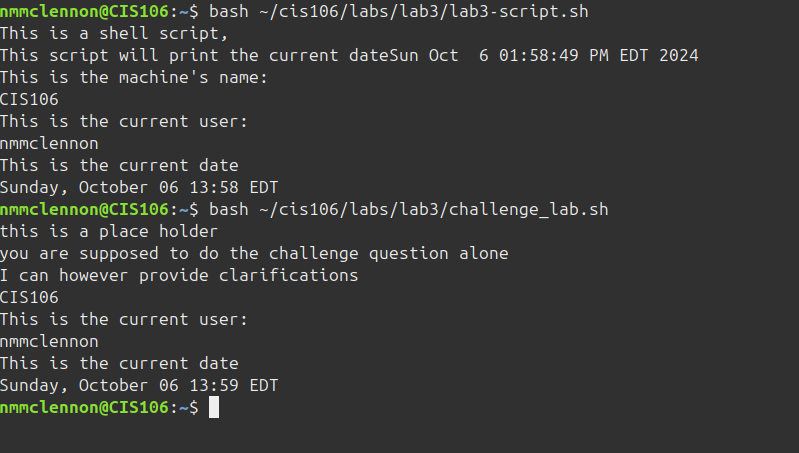 nmmclennon@CIS106:~$ bash ~/cis106/labs/lab3/lab3-script.sh
This is a shell script,
This script will print the current dateSun Oct  6 01:58:49 PM EDT 2024
This is the machine's name:
CIS106
This is the current user:
nmmclennon
This is the current date
Sunday, October 06 13:58 EDT
nmmclennon@CIS106:~$ bash ~/cis106/labs/lab3/challenge_lab.sh
this is a place holder
you are supposed to do the challenge question alone
I can however provide clarifications
CIS106
This is the current user:
nmmclennon
This is the current date
Sunday, October 06 13:59 EDT
nmmclennon@CIS106:~$